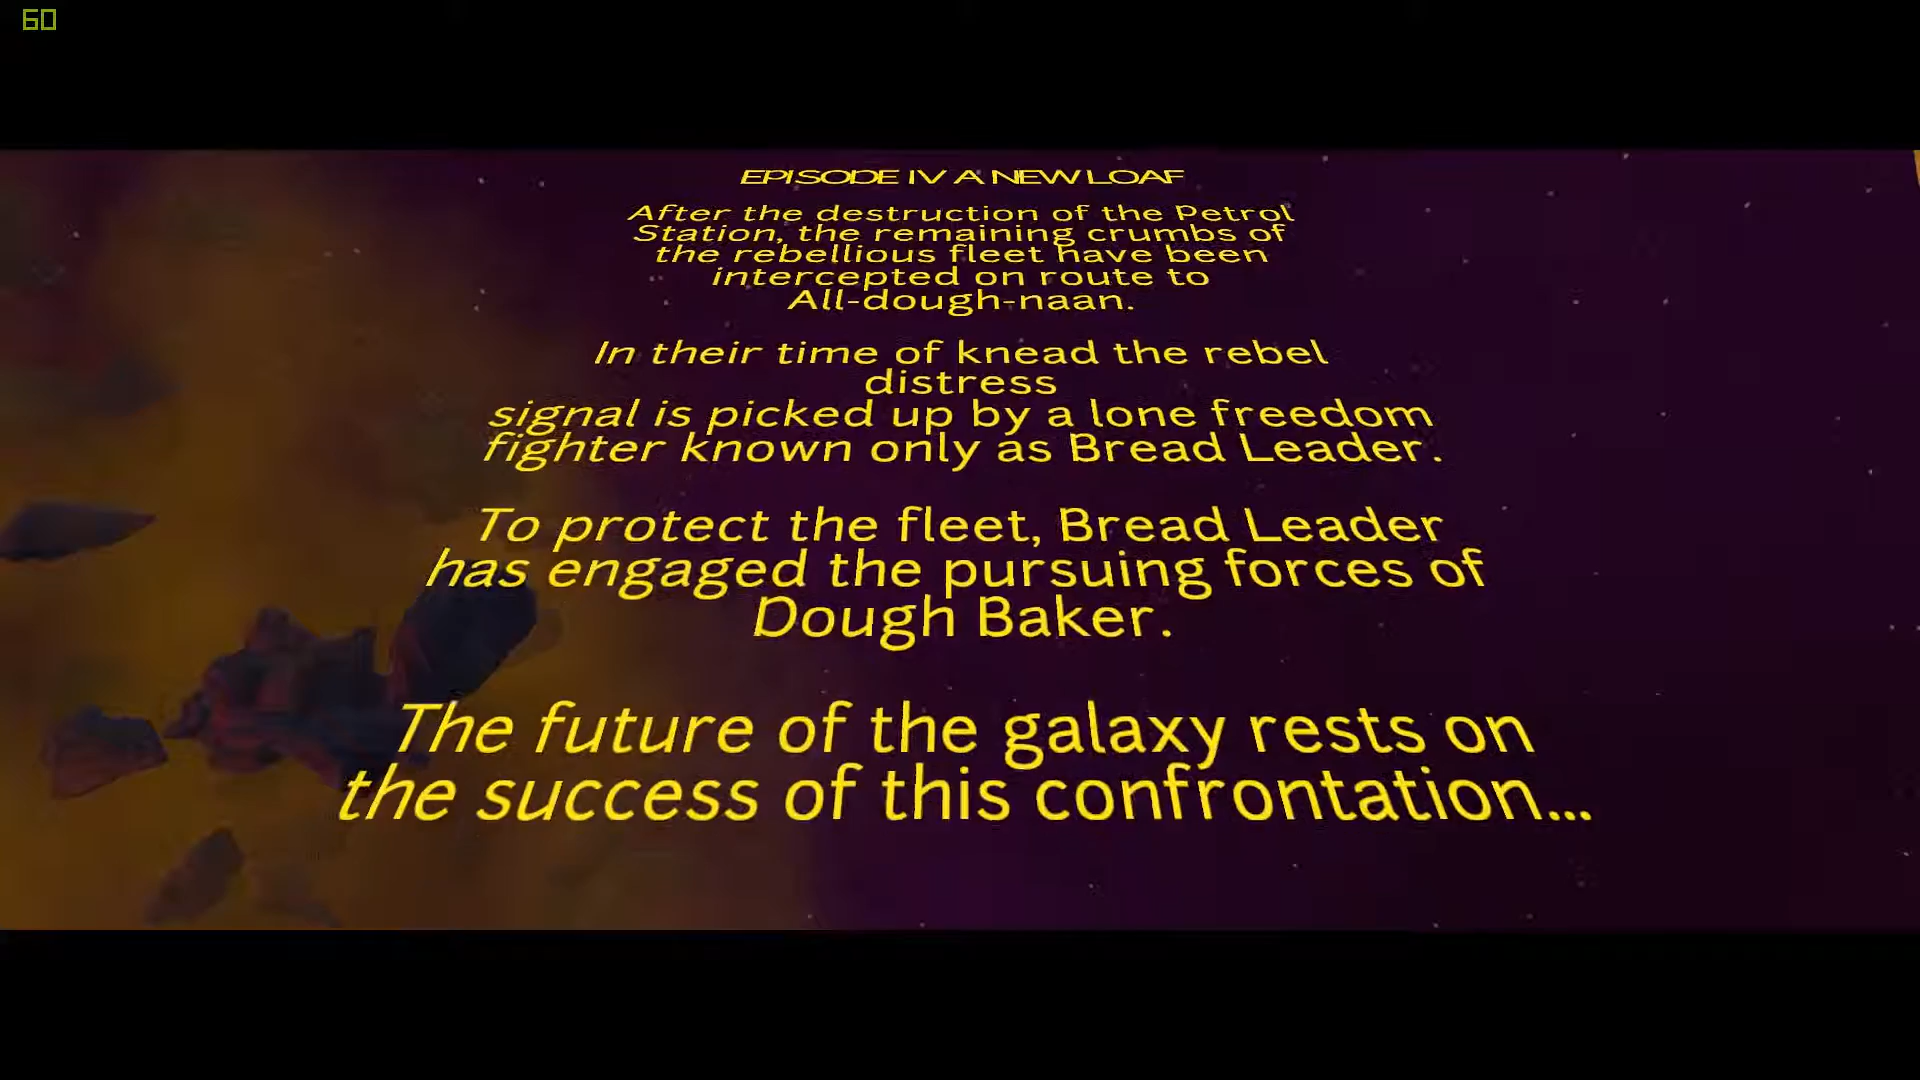 60
EPISODE IV A NEW LOAF
After the destruction of the Petrol
Station, the remaining crumbs of
the rebellious fleet have been
intercepted on route to
All-dough-naan.
In their time of knead the rebel
distress
signal is picked up by a lone freedom
fighter known only as Bread Leader.
To protect the fleet, Bread Leader
has engaged the pursuing forces of
Dough Baker.
The future of the galaxy rests on
the success of this confrontation...